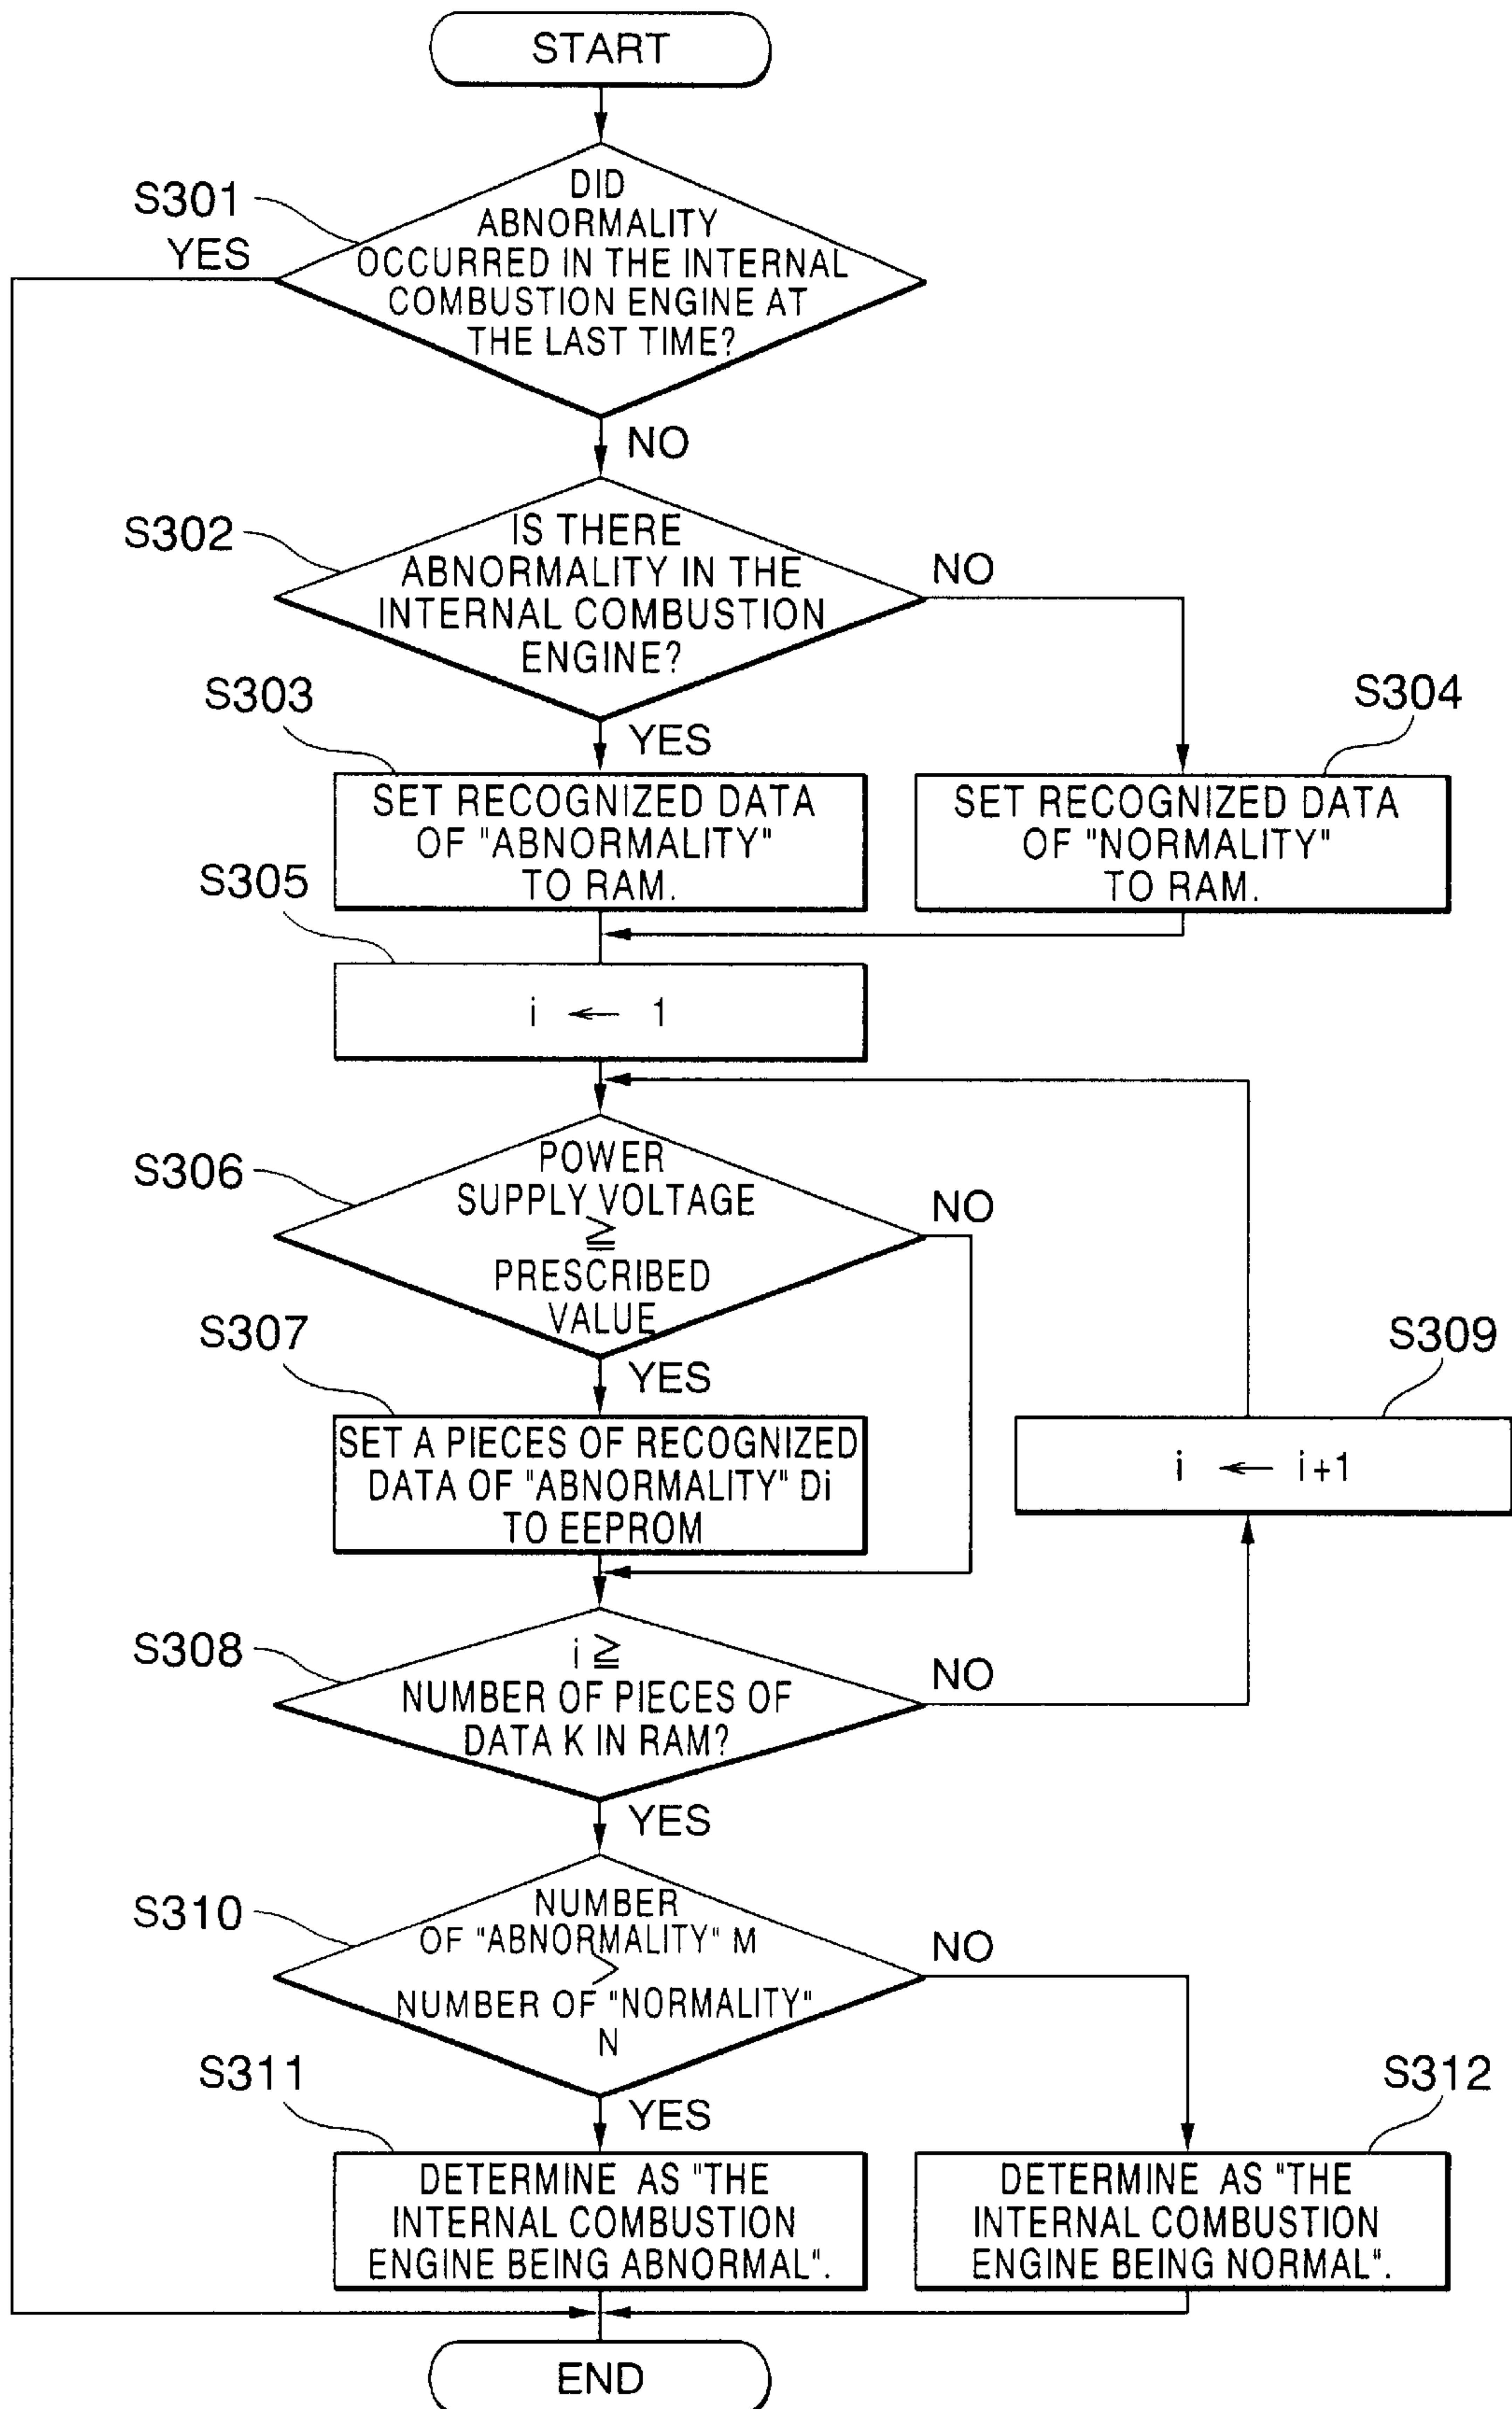 START
S301
YES
DID
ABNORMALITY
OCCURRED IN THE INTERNAL
COMBUSTION ENGINE AT
THE LAST TIME?
NO
S302
IS THERE
ABNORMALITY IN THE
INTERNAL COMBUSTION
ENGINE?
NO
S303
YES
S304
SET RECOGNIZED DATA
OF "ABNORMALITY"
TO RAM.
SET RECOGNIZED DATA
OF "NORMALITY"
TO RAM.
S305
i ← 1
S306
POWER
SUPPLY VOLTAGE
≧
PRESCRIBED
VALUE
NO
S307
YES
SET A PIECES OF RECOGNIZED
DATA OF "ABNORMALITY" Di
TO EEPROM
S309
i ← i+1
S308
i ≧
NUMBER OF PIECES OF
DATA K IN RAM?
NO
YES
S310
NUMBER
OF "ABNORMALITY" M
>
NUMBER OF "NORMALITY"
N
NO
S311
YES
S312
DETERMINE AS "THE
INTERNAL COMBUSTION
ENGINE BEING ABNORMAL".
DETERMINE AS "THE
INTERNAL COMBUSTION
ENGINE BEING NORMAL".
END